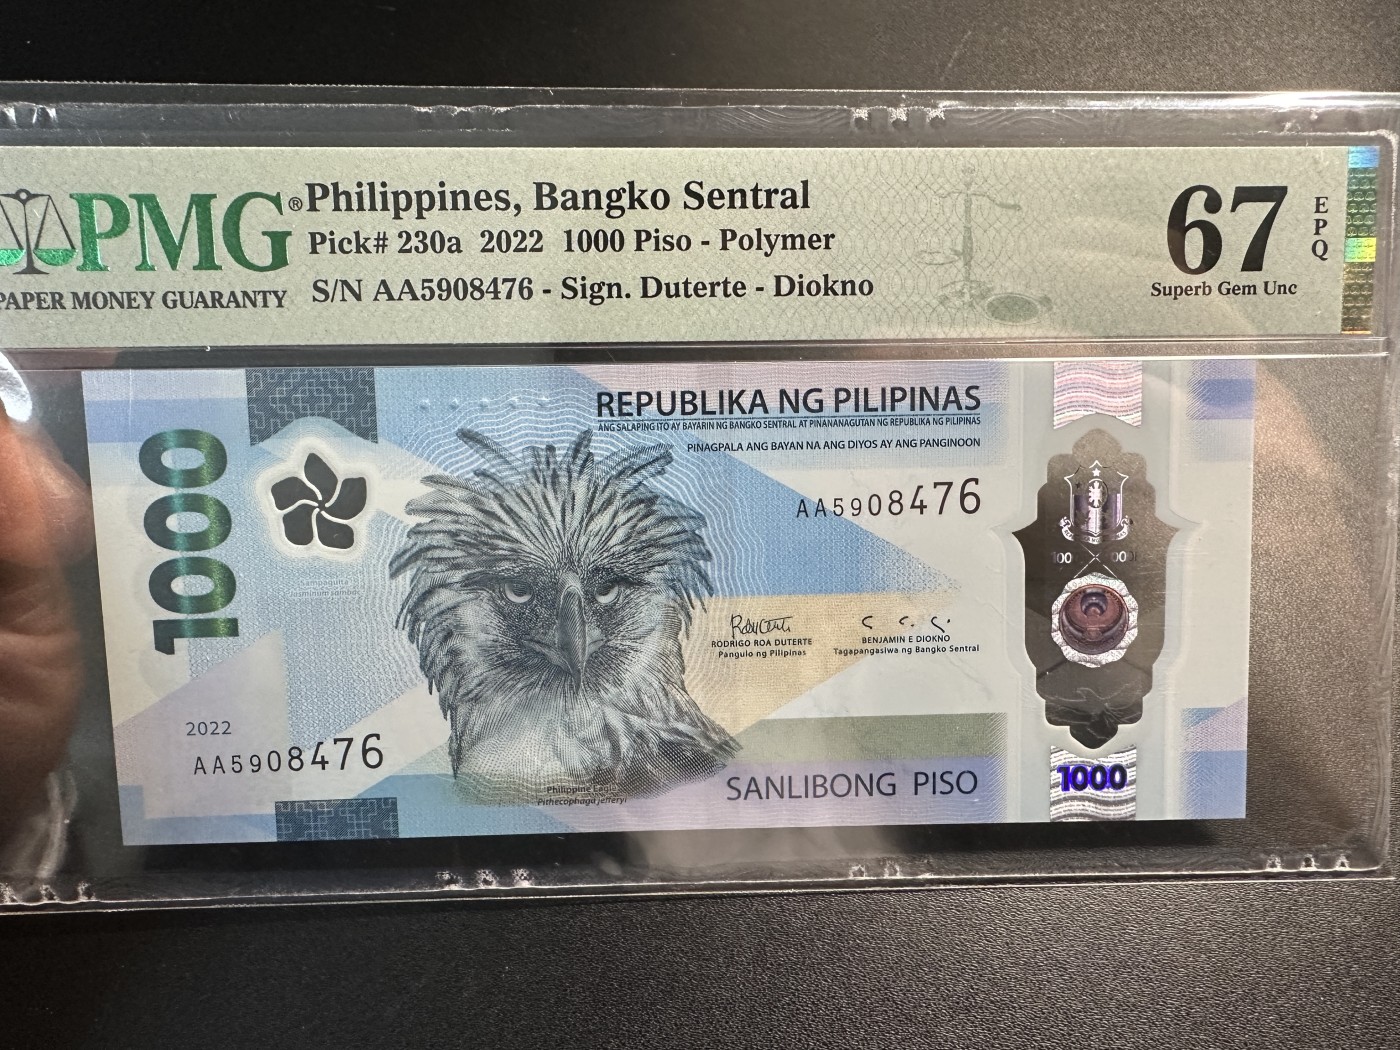 PMG®
PAPER MONEY GUARANTY
Philippines, Bangko Sentral
Pick# 230a 2022 1000 Piso - Polymer
S/N AA5908476 - Sign. Duterte - Diokno
67
EPQ
Superb Gem Unc
REPUBLIKA NG PILIPINAS
ANG SALAPING ITO AY BAYARIN NG BANGKO SENTRAL AT PINANANAGUTAN NG REPUBLIKA NG PILIPINAS
PINAGPALA ANG BAYAN NA ANG DIYOS AY ANG PANGINOON
AA5908476
1000
Sampaguita
Jasminum sambac
RODRIGO ROA DUTERTE
Pangulo ng Pilipinas
BENJAMIN E DIOKNO
Tagapangasiwa ng Bangko Sentral
2022
AA5908476
Philippine Eagle
Pithecophaga jefferyi
SANLIBONG PISO
1000